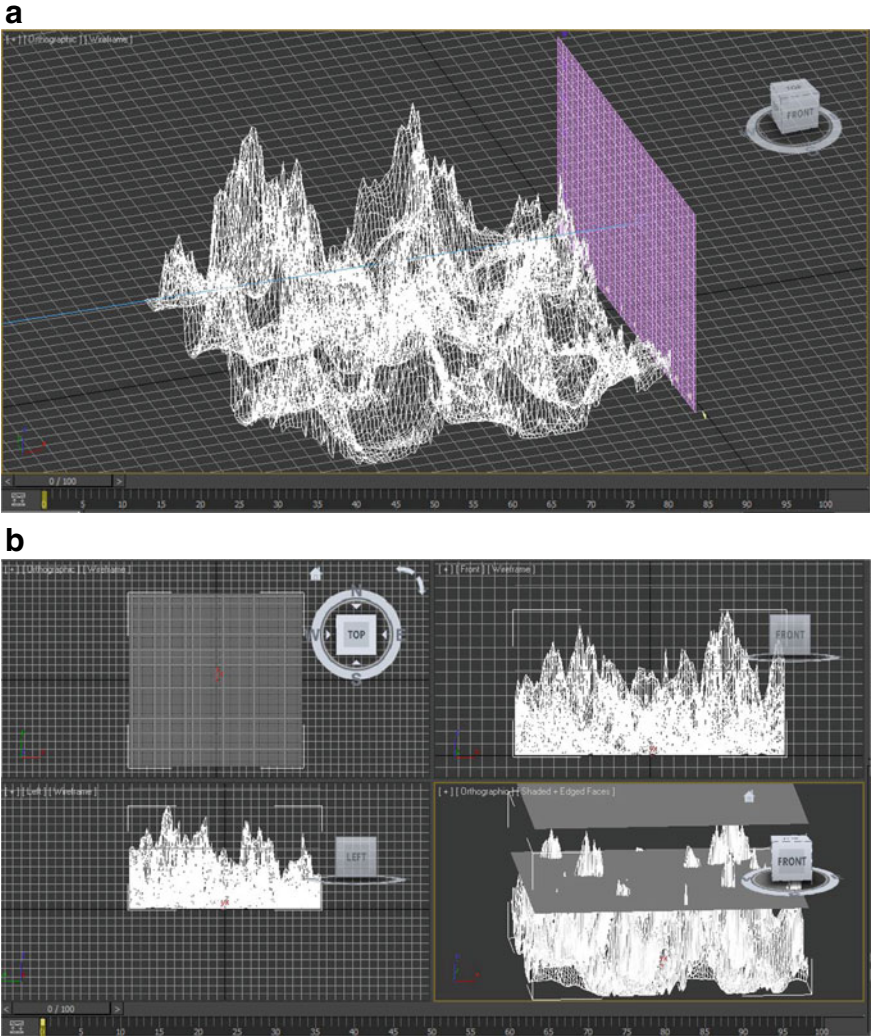 a
[ + ] [ Orthographic ] [ Wireframe ]
TOP
FRONT
< 0 / 100 >
0 5 10 15 20 25 30 35 40 45 50 55 60 65 70 75 80 85 90 95 100
b
[ + ] [ Orthographic ] [ Wireframe ]
N
W TOP E
S
[ + ] [ Front ] [ Wireframe ]
FRONT
[ + ] [ Left ] [ Wireframe ]
LEFT
[ + ] [ Orthographic ] [ Shaded + Edged Faces ]
FRONT
< 0 / 100 >
0 5 10 15 20 25 30 35 40 45 50 55 60 65 70 75 80 85 90 95 100